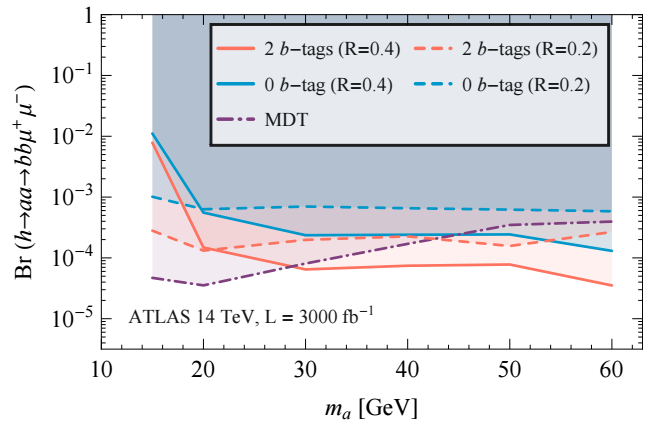 1
10⁻¹
10⁻²
10⁻³
10⁻⁴
10⁻⁵
Br (h→aa→bbμ⁺μ⁻)
2 b-tags (R=0.4) 2 b-tags (R=0.2)
0 b-tag (R=0.4) 0 b-tag (R=0.2)
MDT
ATLAS 14 TeV, L = 3000 fb⁻¹
10 20 30 40 50 60
mₐ [GeV]